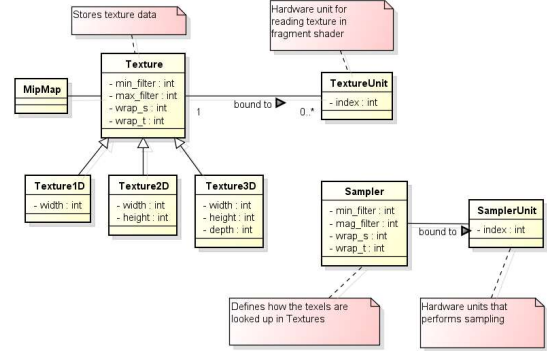 Stores texture data
Hardware unit for
reading texture in
fragment shader
Texture
- min_filter : int
- max_filter : int
- wrap_s : int
- wrap_t : int
MipMap
TextureUnit
- index : int
bound to
1
0..*
Texture1D
- width : int
Texture2D
- width : int
- height : int
Texture3D
- width : int
- height : int
- depth : int
Sampler
- min_filter : int
- mag_filter : int
- wrap_s : int
- wrap_t : int
bound to
SamplerUnit
- index : int
Defines how the texels are
looked up in Textures
Hardware units that
performs sampling